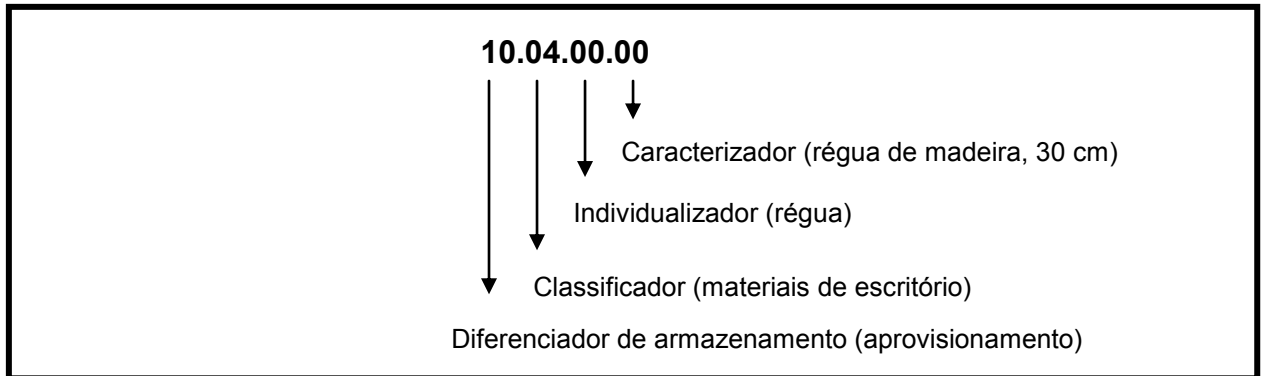 10.04.00.00
Caracterizador (régua de madeira, 30 cm)
Individualizador (régua)
Classificador (materiais de escritório)
Diferenciador de armazenamento (aprovisionamento)